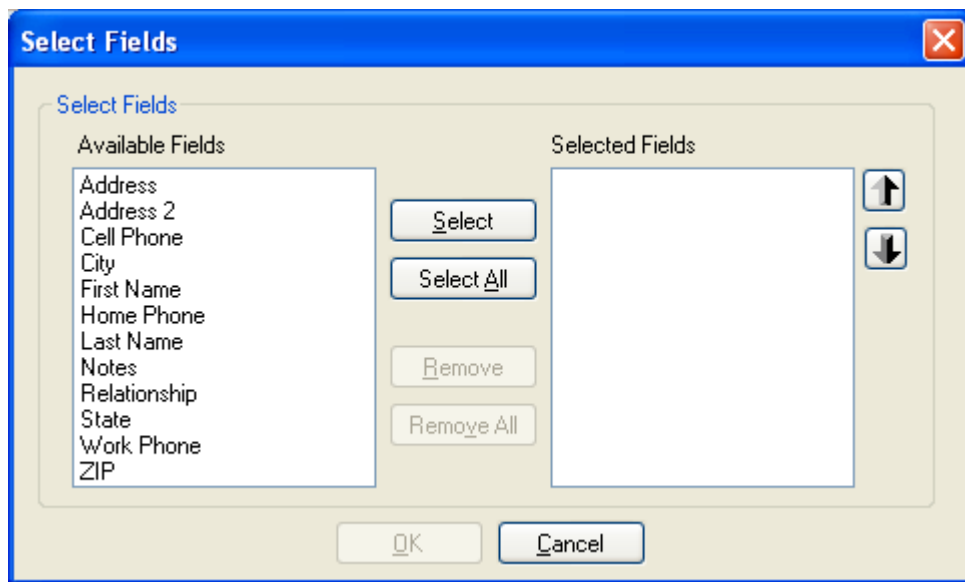 Select Fields
Select Fields
Available Fields
Selected Fields
Address
Address 2
Cell Phone
City
First Name
Home Phone
Last Name
Notes
Relationship
State
Work Phone
ZIP
Select
Select All
Remove
Remove All
OK
Cancel